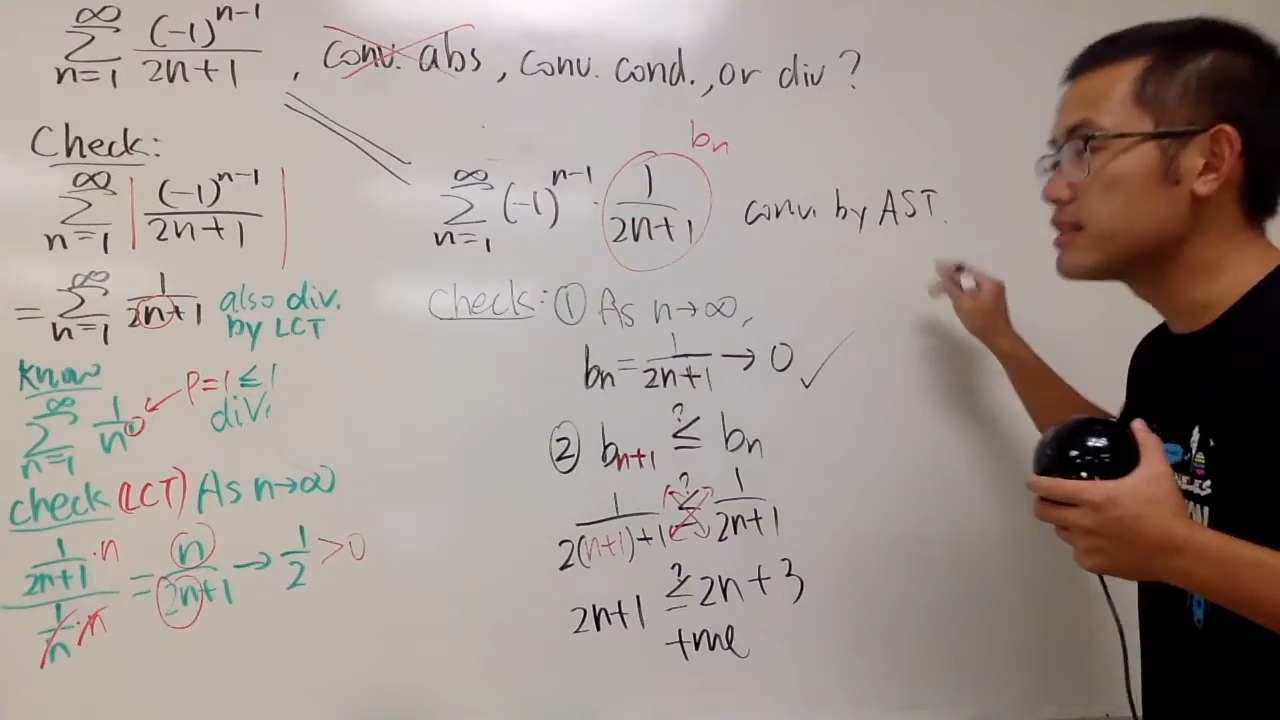 ∞
∑ (-1)^(n-1) / (2n+1) , conv. abs, conv. cond., or div ?
n=1
Check:
∞
∑ | (-1)^(n-1) / (2n+1) |
n=1
∞
= ∑ 1/(2n+1) also div. by LCT
n=1
Know
∞
∑ 1/n^① ← P=1 ≤ 1 div.
n=1
check (LCT) As n→∞
(1/(2n+1) · n) / (1/n · n) = n/(2n+1) → 1/2 > 0
bn
∞
∑ (-1)^(n-1) · 1/(2n+1) conv. by AST.
n=1
Check: ① As n→∞,
bn = 1/(2n+1) → 0 ✓
② bn+1 ≤? bn
1/(2(n+1)+1) ≤? 1/(2n+1)
2n+1 ≤? 2n+3
true